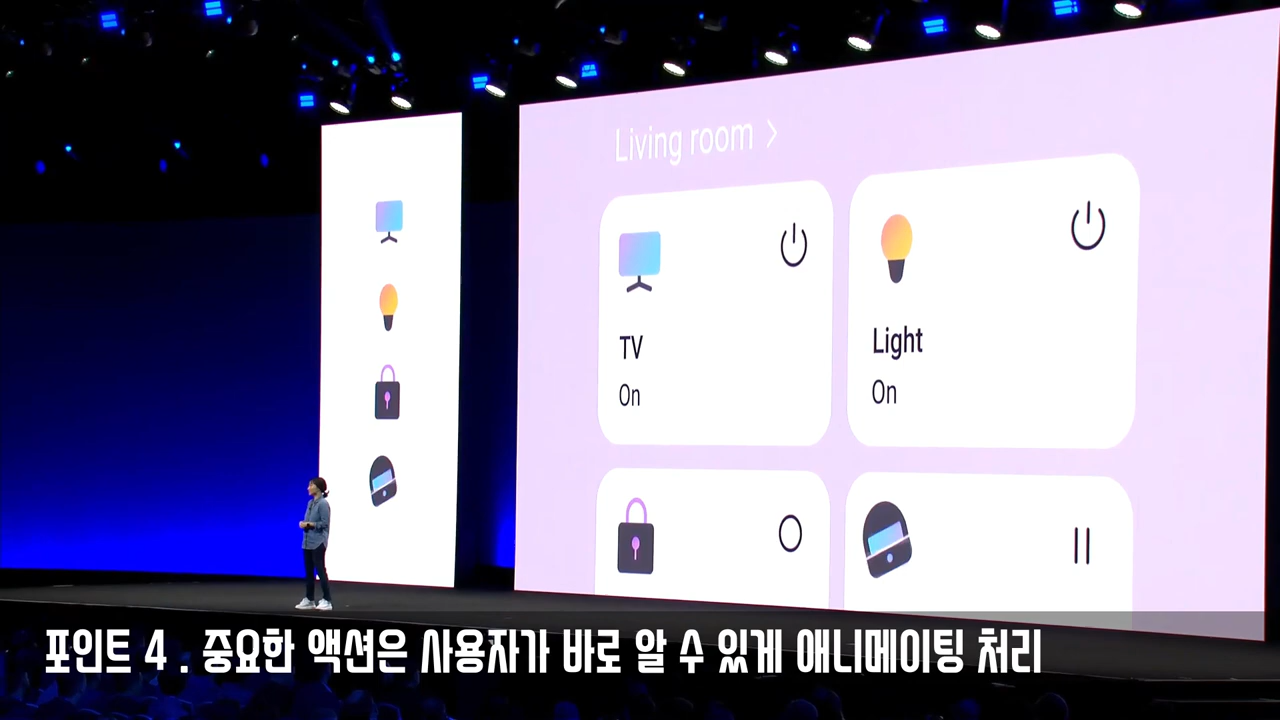 Living room >
TV
On
Light
On
포인트 4 . 중요한 액션은 사용자가 바로 알 수 있게 애니메이팅 처리